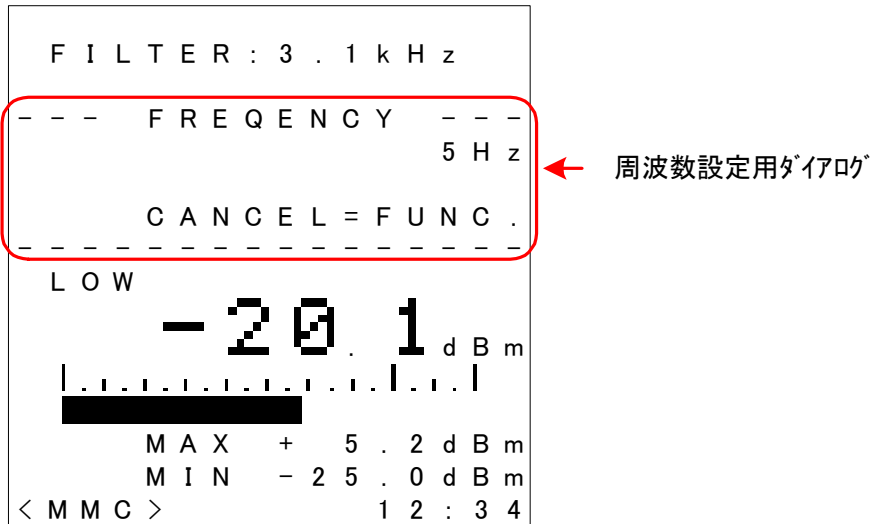 FILTER:3.1kHz
--- FREQENCY ---
5Hz
周波数設定用ダイアログ
CANCEL=FUNC.
----------------
LOW
-20.1dBm
MAX + 5.2dBm
MIN -25.0dBm
<MMC> 12:34